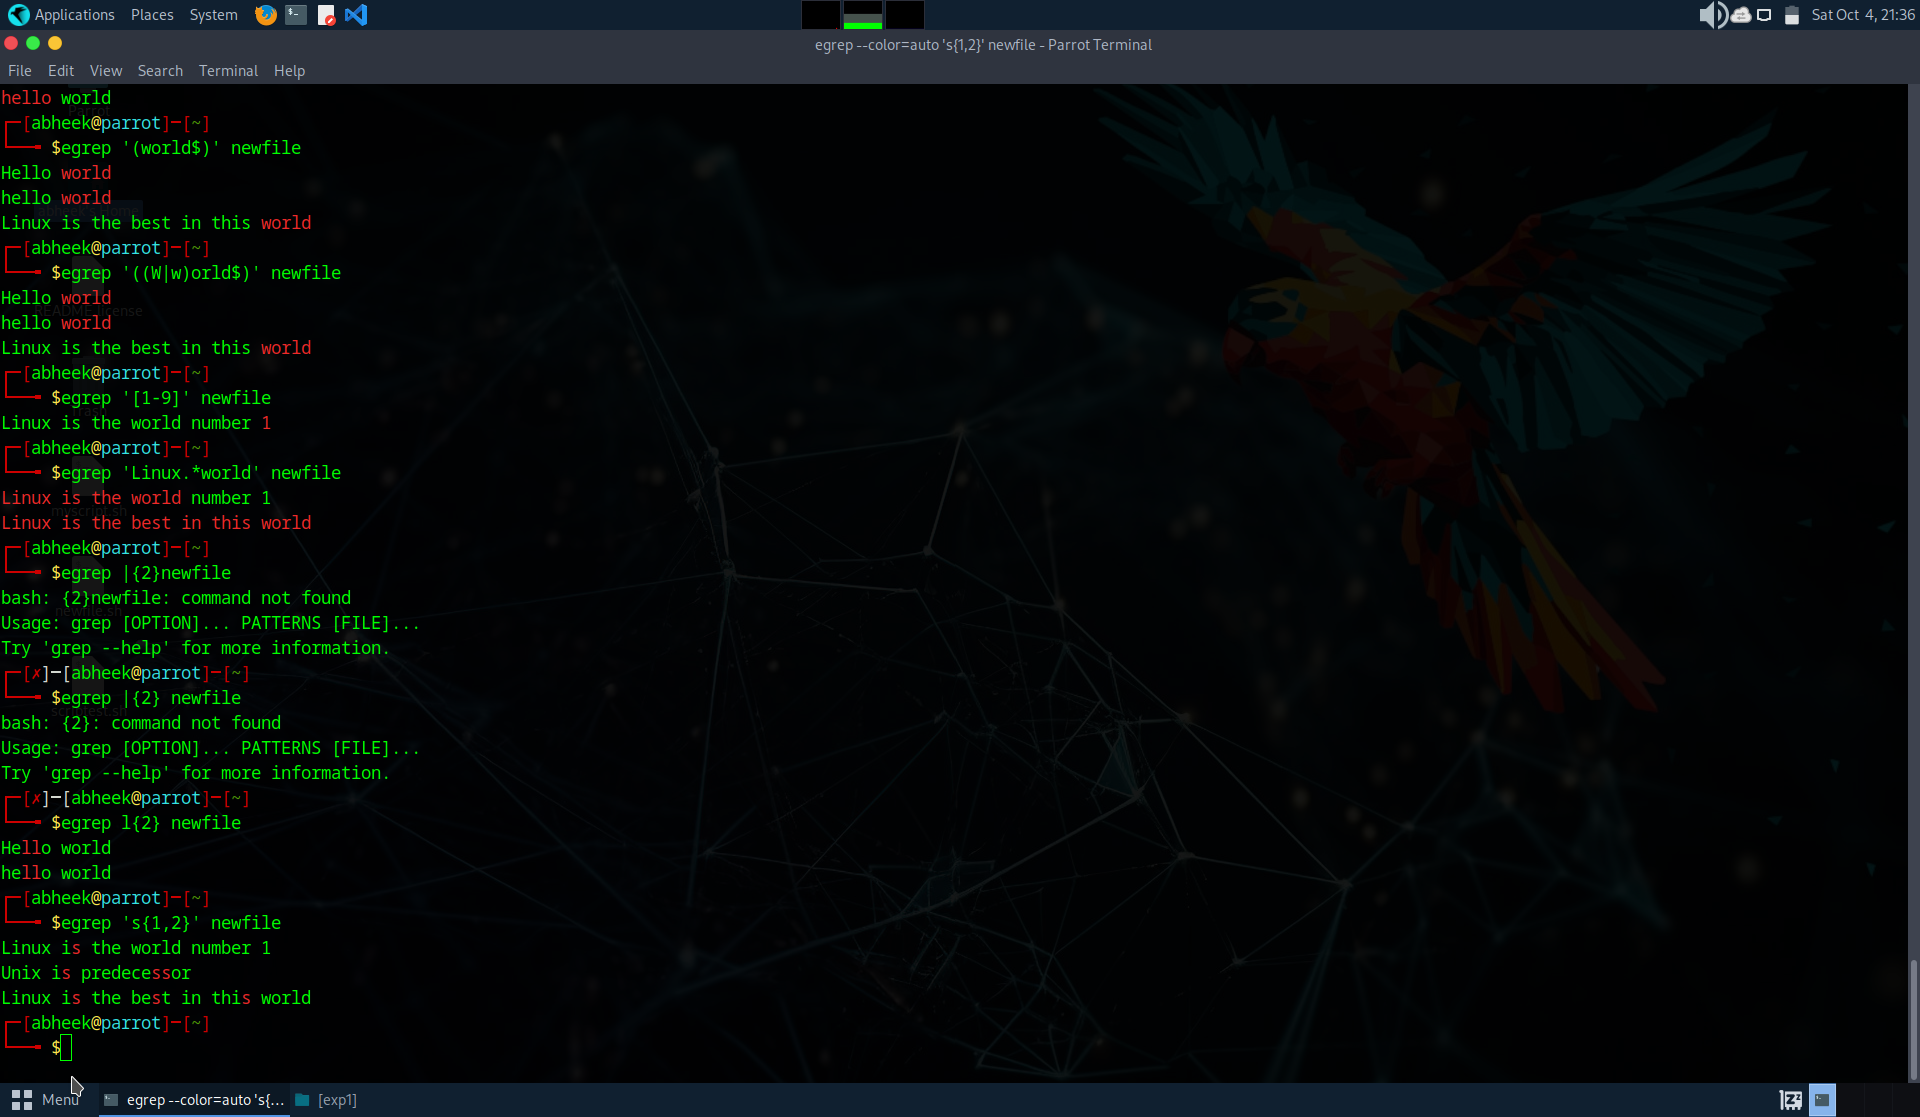 Applications Places System Sat Oct 4, 21:36
egrep --color=auto 's{1,2}' newfile - Parrot Terminal
File Edit View Search Terminal Help
hello world
[abheek@parrot]─[~]
$egrep '(world$)' newfile
Hello world
hello world
Linux is the best in this world
[abheek@parrot]─[~]
$egrep '((W|w)orld$)' newfile
Hello world
README.license
hello world
Linux is the best in this world
[abheek@parrot]─[~]
$egrep '[1-9]' newfile
Linux is the world number 1
[abheek@parrot]─[~]
$egrep 'Linux.*world' newfile
Linux is the world number 1
myscript.sh
Linux is the best in this world
[abheek@parrot]─[~]
$egrep |{2}newfile
bash: {2}newfile: command not found
newfile.sh
Usage: grep [OPTION]... PATTERNS [FILE]...
Try 'grep --help' for more information.
[✗]─[abheek@parrot]─[~]
$egrep |{2} newfile
bash: {2}: command not found
Usage: grep [OPTION]... PATTERNS [FILE]...
Try 'grep --help' for more information.
[✗]─[abheek@parrot]─[~]
$egrep l{2} newfile
Hello world
hello world
[abheek@parrot]─[~]
$egrep 's{1,2}' newfile
Linux is the world number 1
Unix is predecessor
Linux is the best in this world
[abheek@parrot]─[~]
$
Menu egrep --color=auto 's{... [exp1]